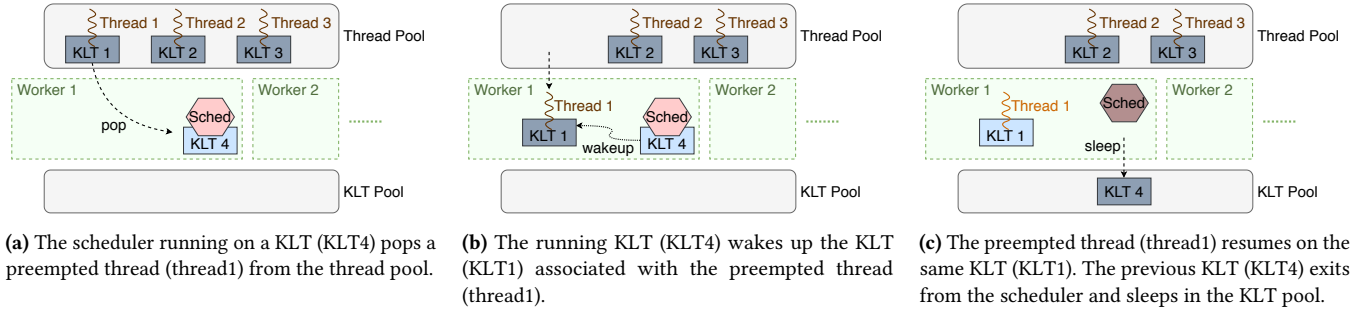 Thread 1
Thread 2
Thread 3
KLT 1
KLT 2
KLT 3
Thread Pool
Worker 1
Worker 2
pop
Sched
KLT 4
........
KLT Pool
(a) The scheduler running on a KLT (KLT4) pops a
preempted thread (thread1) from the thread pool.
Thread 2
Thread 3
KLT 2
KLT 3
Thread Pool
Worker 1
Worker 2
Thread 1
Sched
KLT 1
wakeup
KLT 4
........
KLT Pool
(b) The running KLT (KLT4) wakes up the KLT
(KLT1) associated with the preempted thread
(thread1).
Thread 2
Thread 3
KLT 2
KLT 3
Thread Pool
Worker 1
Worker 2
Thread 1
Sched
KLT 1
sleep
........
KLT 4
KLT Pool
(c) The preempted thread (thread1) resumes on the
same KLT (KLT1). The previous KLT (KLT4) exits
from the scheduler and sleeps in the KLT pool.